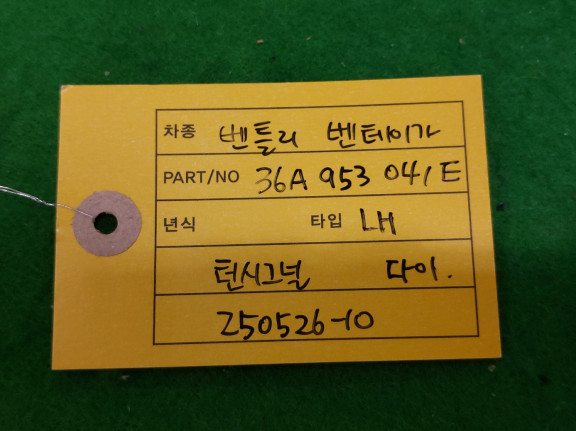 차종 벤틀리 벤테이가
PART/NO 36A 953 041 E
년식 타입 LH
턴시그널 다이.
250526-10